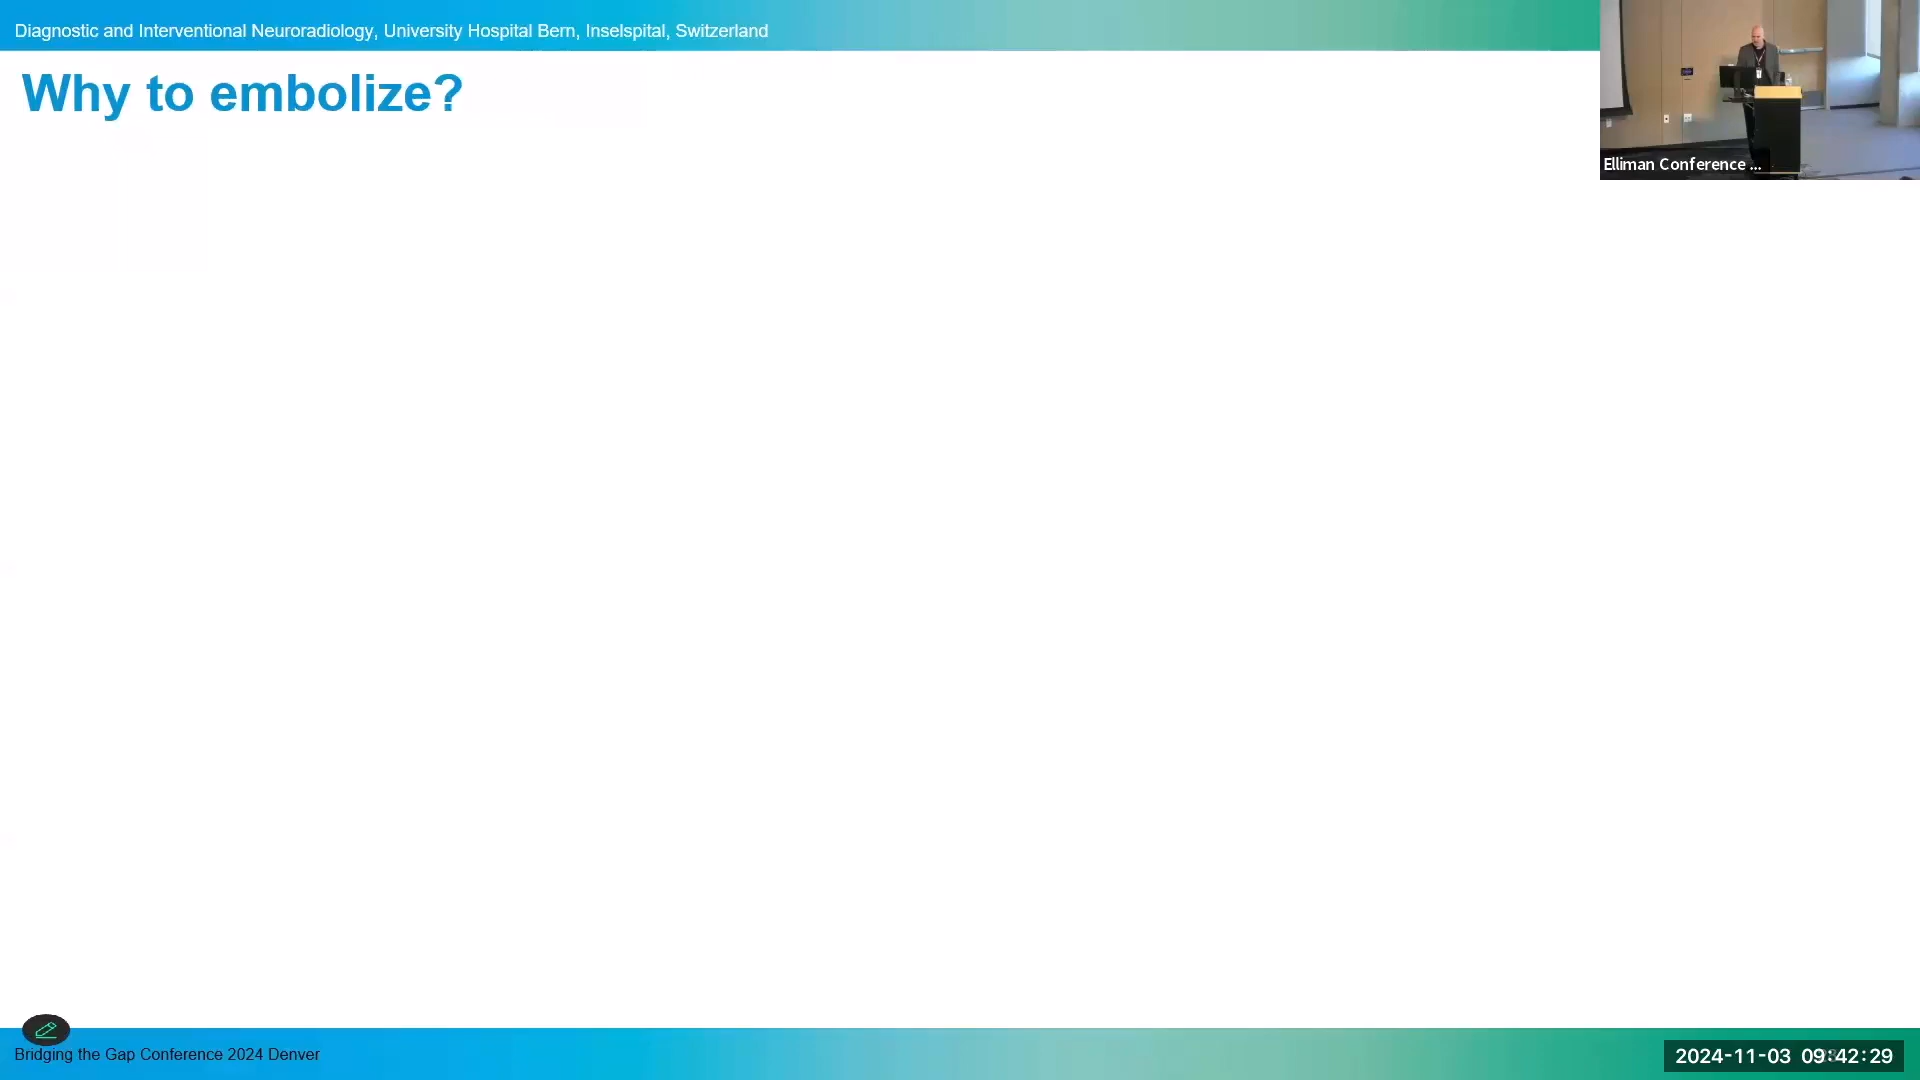 Diagnostic and Interventional Neuroradiology, University Hospital Bern, Inselspital, Switzerland
Why to embolize?
Elliman Conference ...
Bridging the Gap Conference 2024 Denver
2024-11-03 09:42:29